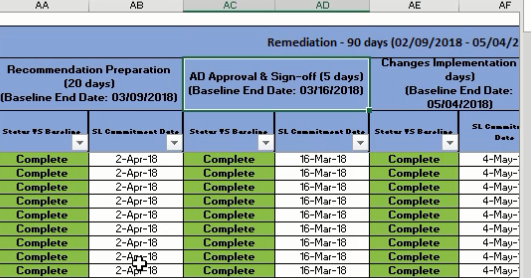 AA AB AC AD AE AF
Remediation - 90 days (02/09/2018 - 05/04/2
Recommendation Preparation
(20 days)
(Baseline End Date: 03/09/2018)
AD Approval & Sign-off (5 days)
(Baseline End Date: 03/16/2018)
Changes Implementation
days)
(Baseline End Date:
05/04/2018)
Status VS Baseline SL Commitment Date Status VS Baseline SL Commitment Date Status VS Baseline SL Commitm
Date
Complete 2-Apr-18 Complete 16-Mar-18 Complete 4-May-
Complete 2-Apr-18 Complete 16-Mar-18 Complete 4-May-
Complete 2-Apr-18 Complete 16-Mar-18 Complete 4-May-
Complete 2-Apr-18 Complete 16-Mar-18 Complete 4-May-
Complete 2-Apr-18 Complete 16-Mar-18 Complete 4-May-
Complete 2-Apr-18 Complete 16-Mar-18 Complete 4-May-
Complete 2-Apr-18 Complete 16-Mar-18 Complete 4-May-
Complete 2-Apr-18 Complete 16-Mar-18 Complete 4-May-
Complete 2-Apr-18 Complete 16-Mar-18 Complete 4-May-